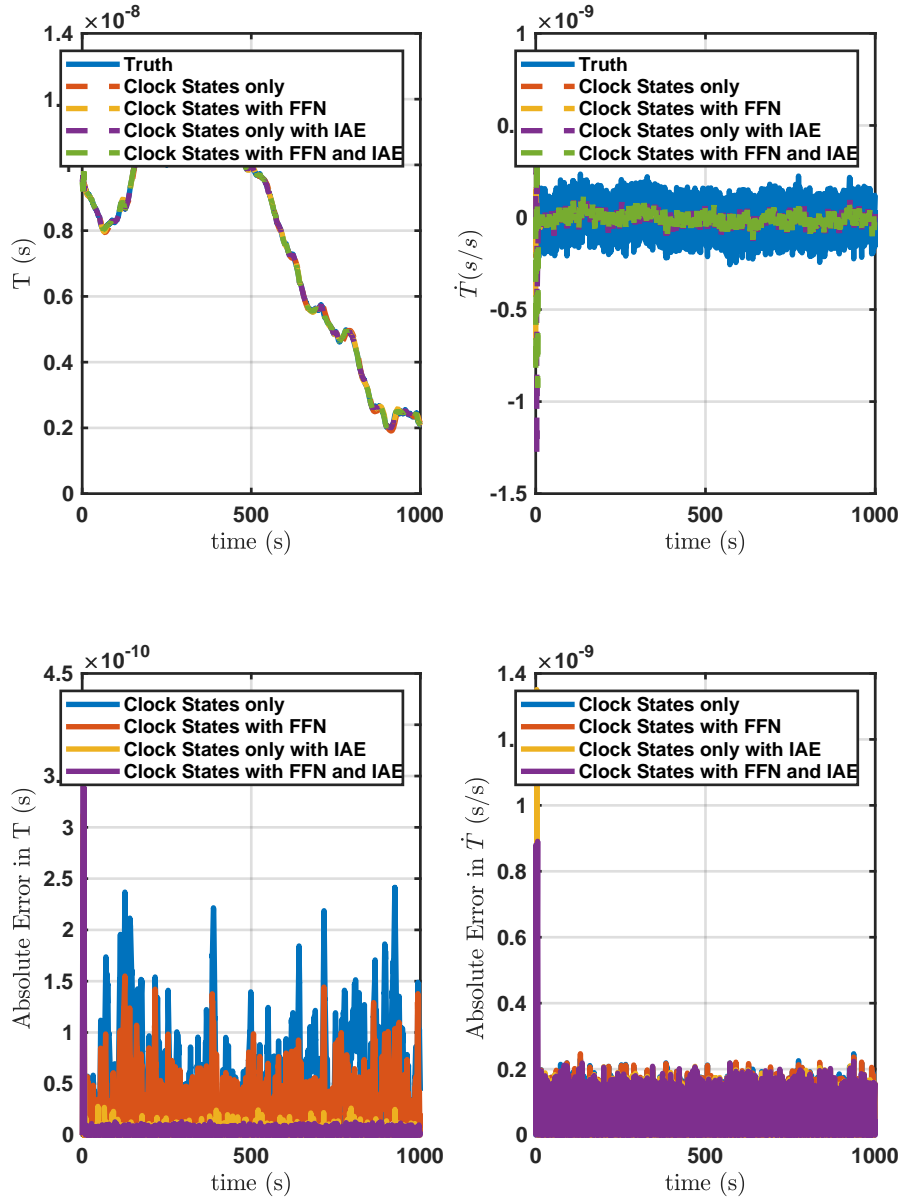 ×10^-8
1.4
Truth
Clock States only
Clock States with FFN
Clock States only with IAE
Clock States with FFN and IAE
0.8
0.6
0.4
0.2
0
T (s)
0 500 1000
time (s)
×10^-9
1
Truth
Clock States only
Clock States with FFN
Clock States only with IAE
Clock States with FFN and IAE
0
-0.5
-1
-1.5
Ṫ(s/s)
0 500 1000
time (s)
×10^-10
4.5
Clock States only
Clock States with FFN
Clock States only with IAE
Clock States with FFN and IAE
3
2.5
2
1.5
1
0.5
0
Absolute Error in T (s)
0 500 1000
time (s)
×10^-9
1.4
Clock States only
Clock States with FFN
Clock States only with IAE
Clock States with FFN and IAE
1
0.8
0.6
0.4
0.2
0
Absolute Error in Ṫ (s/s)
0 500 1000
time (s)